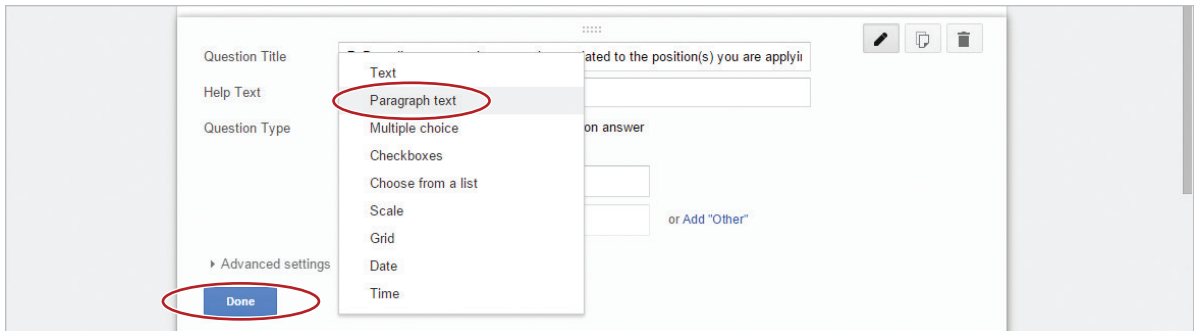 Question Title
ated to the position(s) you are applyin
Text
Help Text
Paragraph text
Question Type
Multiple choice
on answer
Checkboxes
Choose from a list
Scale
or Add "Other"
Grid
Advanced settings
Date
Time
Done